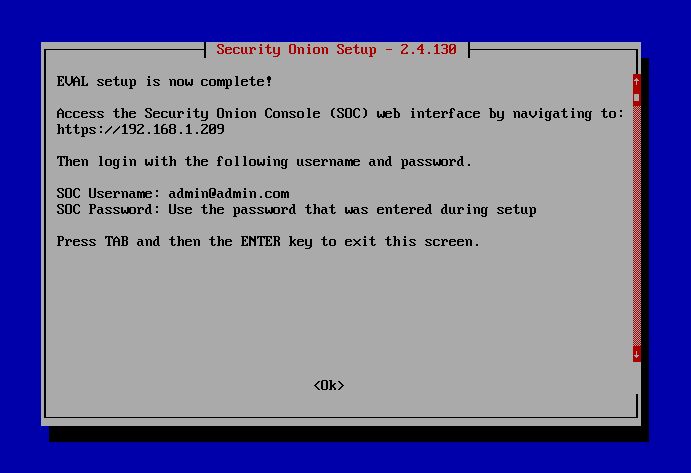 Security Onion Setup - 2.4.130
EVAL setup is now complete!
Access the Security Onion Console (SOC) web interface by navigating to:
https://192.168.1.209
Then login with the following username and password.
SOC Username: admin@admin.com
SOC Password: Use the password that was entered during setup
Press TAB and then the ENTER key to exit this screen.
<Ok>